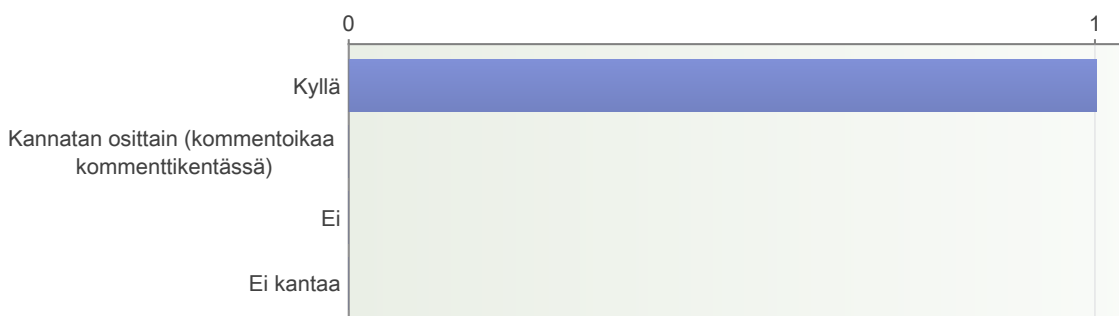 0 1
Kyllä
Kannatan osittain (kommentoikaa
kommenttikentässä)
Ei
Ei kantaa